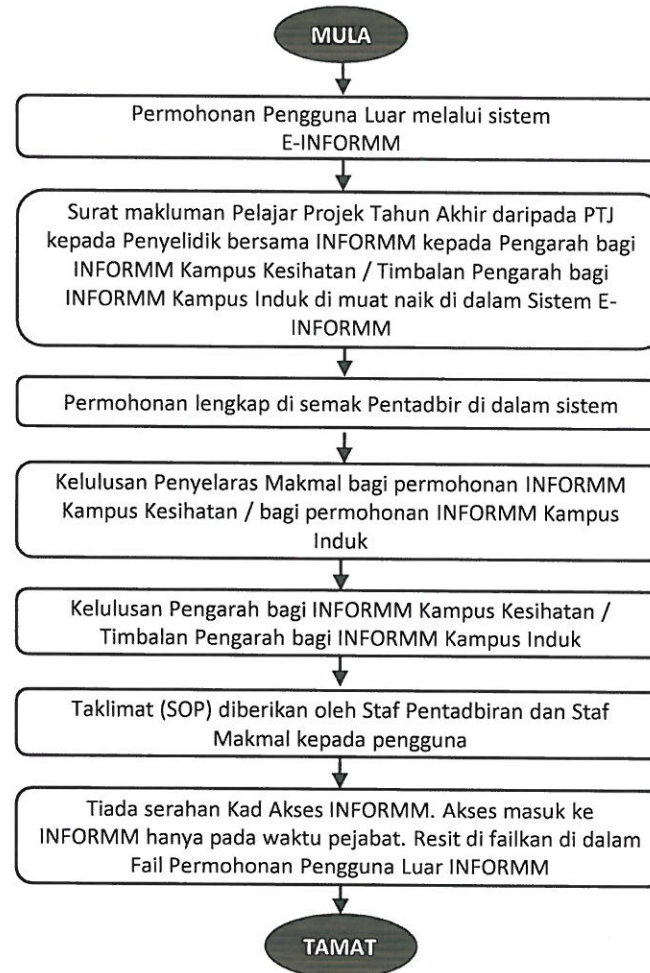 MULA
Permohonan Pengguna Luar melalui sistem
E-INFORMM
Surat makluman Pelajar Projek Tahun Akhir daripada PTJ
kepada Penyelidik bersama INFORMM kepada Pengarah bagi
INFORMM Kampus Kesihatan / Timbalan Pengarah bagi
INFORMM Kampus Induk di muat naik di dalam Sistem E-
INFORMM
Permohonan lengkap di semak Pentadbir di dalam sistem
Kelulusan Penyelaras Makmal bagi permohonan INFORMM
Kampus Kesihatan / bagi permohonan INFORMM Kampus
Induk
Kelulusan Pengarah bagi INFORMM Kampus Kesihatan /
Timbalan Pengarah bagi INFORMM Kampus Induk
Taklimat (SOP) diberikan oleh Staf Pentadbiran dan Staf
Makmal kepada pengguna
Tiada serahan Kad Akses INFORMM. Akses masuk ke
INFORMM hanya pada waktu pejabat. Resit di failkan di dalam
Fail Permohonan Pengguna Luar INFORMM
TAMAT